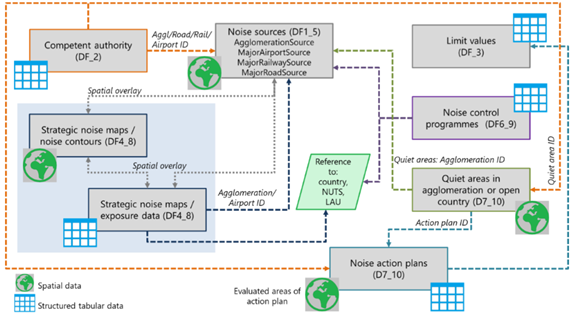 Competent authority
(DF_2)
Aggl/Road/Rail/
Airport ID
Noise sources (DF1_5)
AgglomerationSource
MajorAirportSource
MajorRailwaySource
MajorRoadSource
Limit values
(DF_3)
Spatial overlay
Strategic noise maps /
noise contours (DF4_8)
Noise control
programmes (DF6_9)
Spatial overlay
Reference
to:
country,
NUTS,
LAU
Quiet areas: Agglomeration ID
Quiet area ID
Strategic noise maps /
exposure data (DF4_8)
Agglomeration/
Airport ID
Quiet areas in
agglomeration or open
country (D7_10)
Action plan ID
Noise action plans
(D7_10)
Spatial data
Structured tabular data
Evaluated areas of
action plan